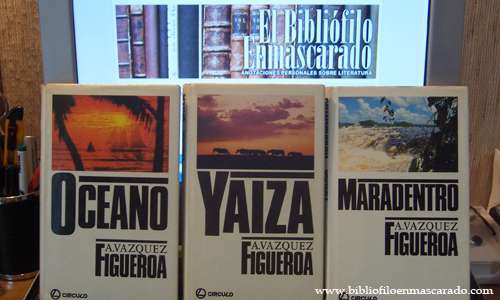 El Bibliófilo
Enmascarado
ANOTACIONES PERSONALES SOBRE LITERATURA
OCEANO
A.VAZQUEZ
FIGUEROA
CIRCULO
YAIZA
A.VAZQUEZ
FIGUEROA
CIRCULO
MARADENTRO
A.VAZQUEZ
FIGUEROA
CIRCULO
www.bibliofiloenmascarado.com